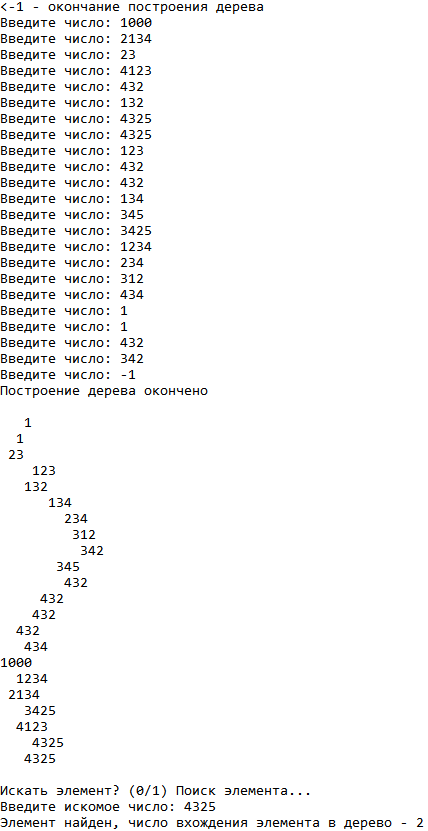 <-1 - окончание построения дерева
Введите число: 1000
Введите число: 2134
Введите число: 23
Введите число: 4123
Введите число: 432
Введите число: 132
Введите число: 4325
Введите число: 4325
Введите число: 123
Введите число: 432
Введите число: 432
Введите число: 134
Введите число: 345
Введите число: 3425
Введите число: 1234
Введите число: 234
Введите число: 312
Введите число: 434
Введите число: 1
Введите число: 1
Введите число: 432
Введите число: 342
Введите число: -1
Построение дерева окончено

   1
  1
 23
    123
   132
      134
        234
         312
          342
       345
        432
     432
    432
  432
   434
1000
  1234
 2134
   3425
  4123
    4325
   4325

Искать элемент? (0/1) Поиск элемента...
Введите искомое число: 4325
Элемент найден, число вхождения элемента в дерево - 2